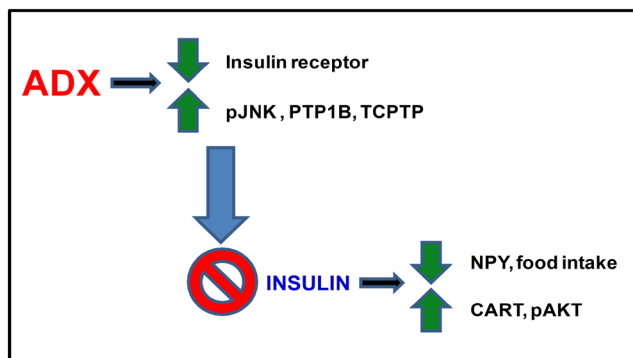 Insulin receptor
ADX
pJNK , PTP1B, TCPTP
INSULIN
NPY, food intake
CART, pAKT